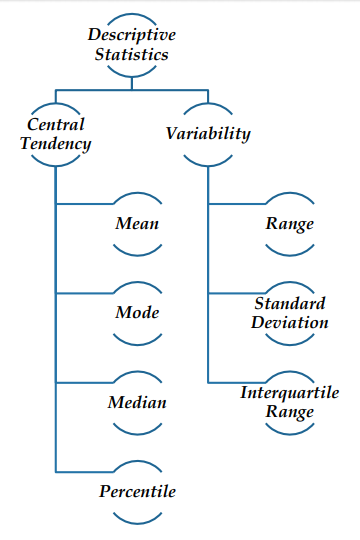 Descriptive
Statistics
Central
Tendency
Variability
Mean
Range
Mode
Standard
Deviation
Median
Interquartile
Range
Percentile